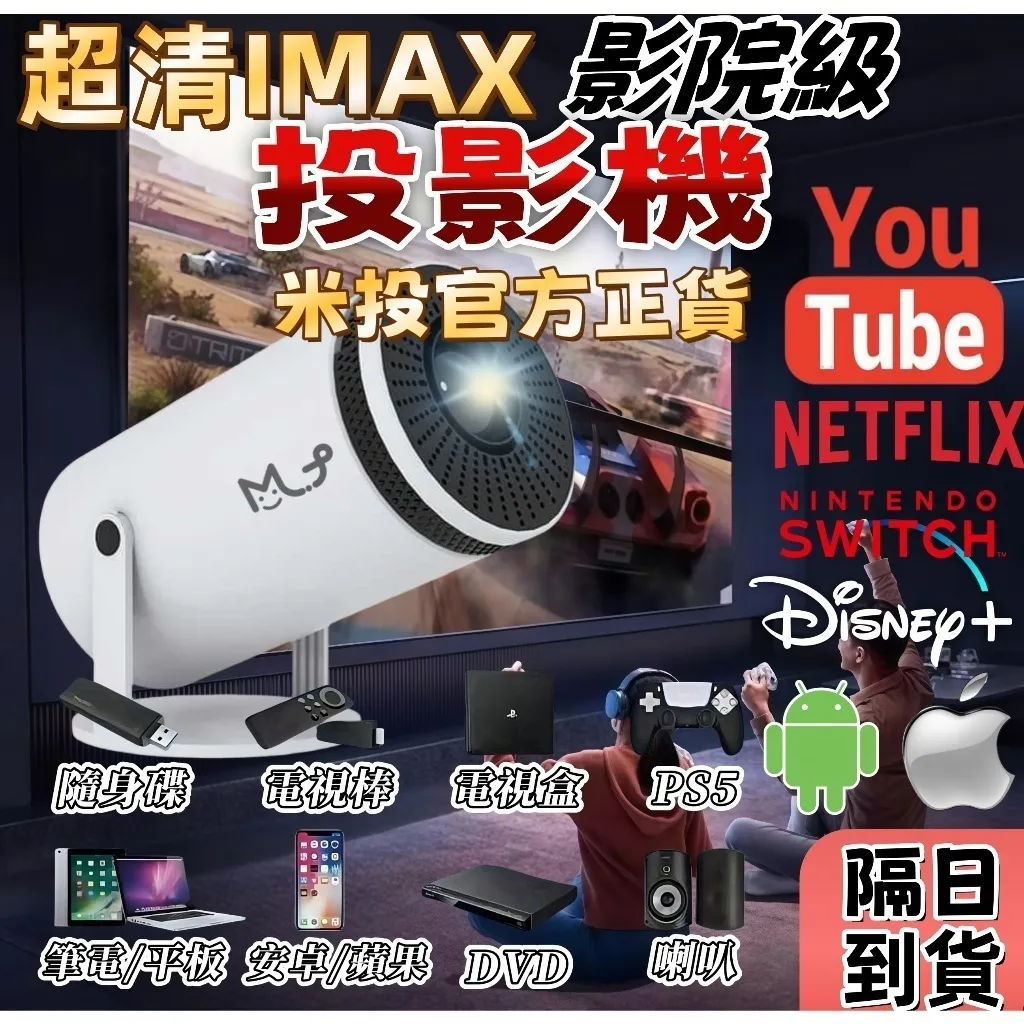 超清IMAX 影院級
投影機
米投官方正貨
You
Tube
NETFLIX
NINTENDO
SWITCH
Disney+
隨身碟 電視棒 電視盒 PS5
筆電/平板 安卓/蘋果 DVD 喇叭
隔日
到貨